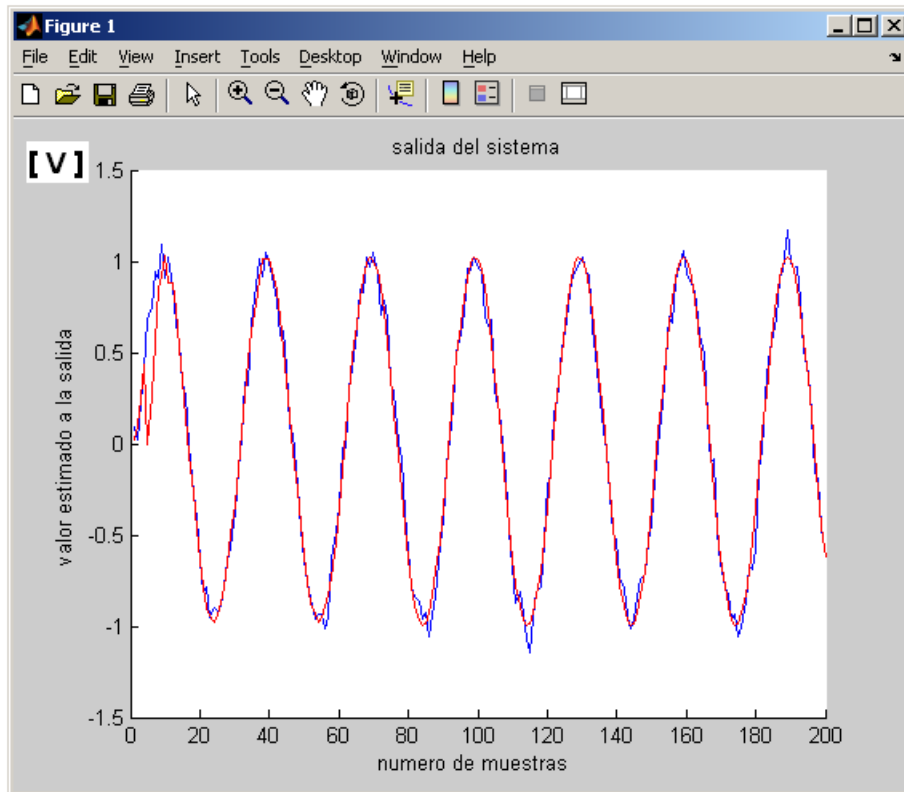 Figure 1
File Edit View Insert Tools Desktop Window Help
salida del sistema
[ V ]
1.5
1
0.5
0
-0.5
-1
-1.5
valor estimado a la salida
0 20 40 60 80 100 120 140 160 180 200
numero de muestras